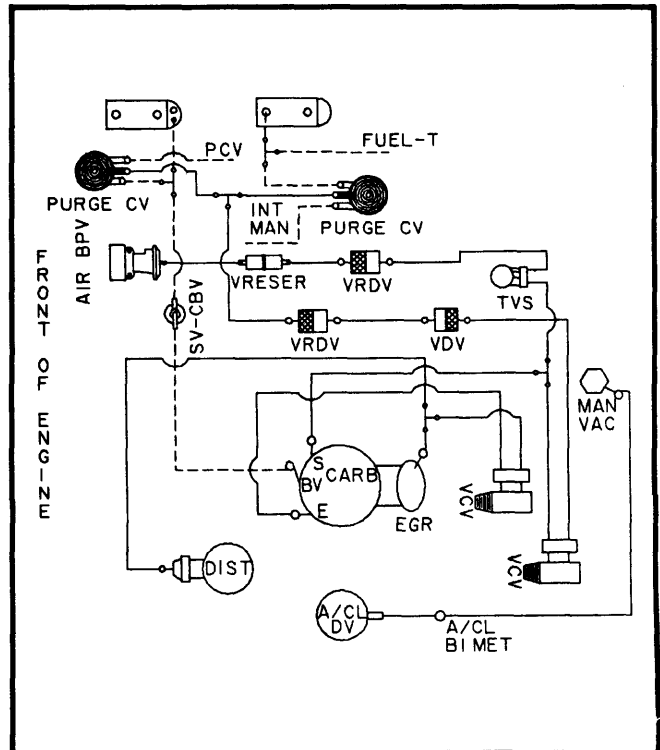 PCV
FUEL-T
PURGE CV
INT
MAN
PURGE CV
AIR BPV
VRESER
VRDV
TVS
SV-CBV
VRDV
VDV
FRONT OF ENGINE
MAN
VAC
S
CARB
BV
E
EGR
VCV
VCV
DIST
A/CL
DV
A/CL
BIMET